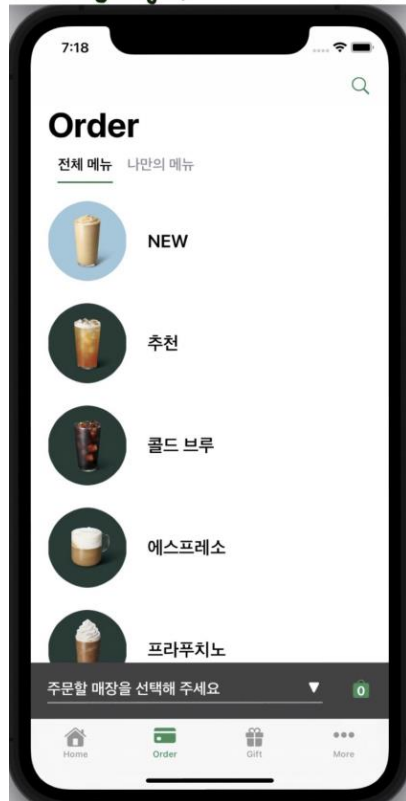 7:18
Order
전체 메뉴 나만의 메뉴
NEW
추천
콜드 브루
에스프레소
프라푸치노
주문할 매장을 선택해 주세요 ▼ 0
Home Order Gift More